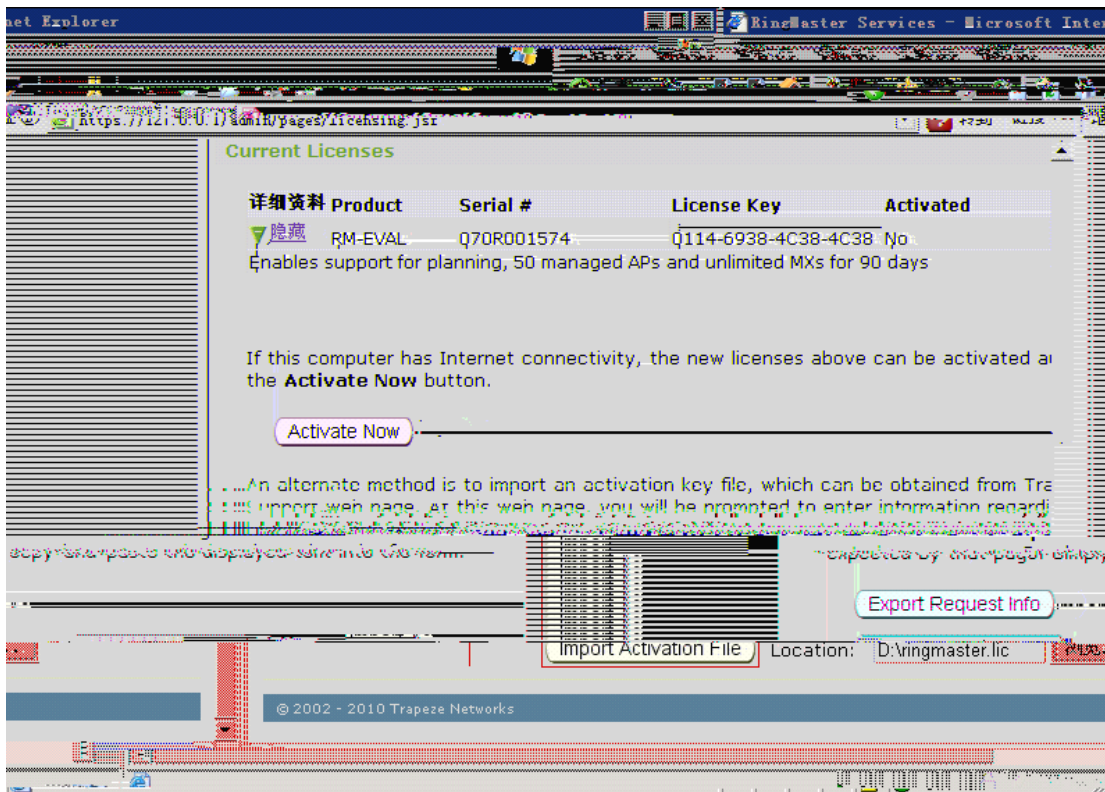 net Explorer
RingMaster Services - Microsoft Inter
Current Licenses
详细资料 Product Serial # License Key Activated
隐藏 RM-EVAL 070R001574 0114-6938-4C38-4C38 No
Enables support for planning, 50 managed APs and unlimited MXs for 90 days
If this computer has Internet connectivity, the new licenses above can be activated au
the Activate Now button.
Activate Now
An alternate method is to import an activation key file, which can be obtained from Tra
Support web page. At this web page, you will be prompted to enter information regardi
Export Request Info
Import Activation File Location: D:\ringmaster.lic
© 2002 - 2010 Trapeze Networks